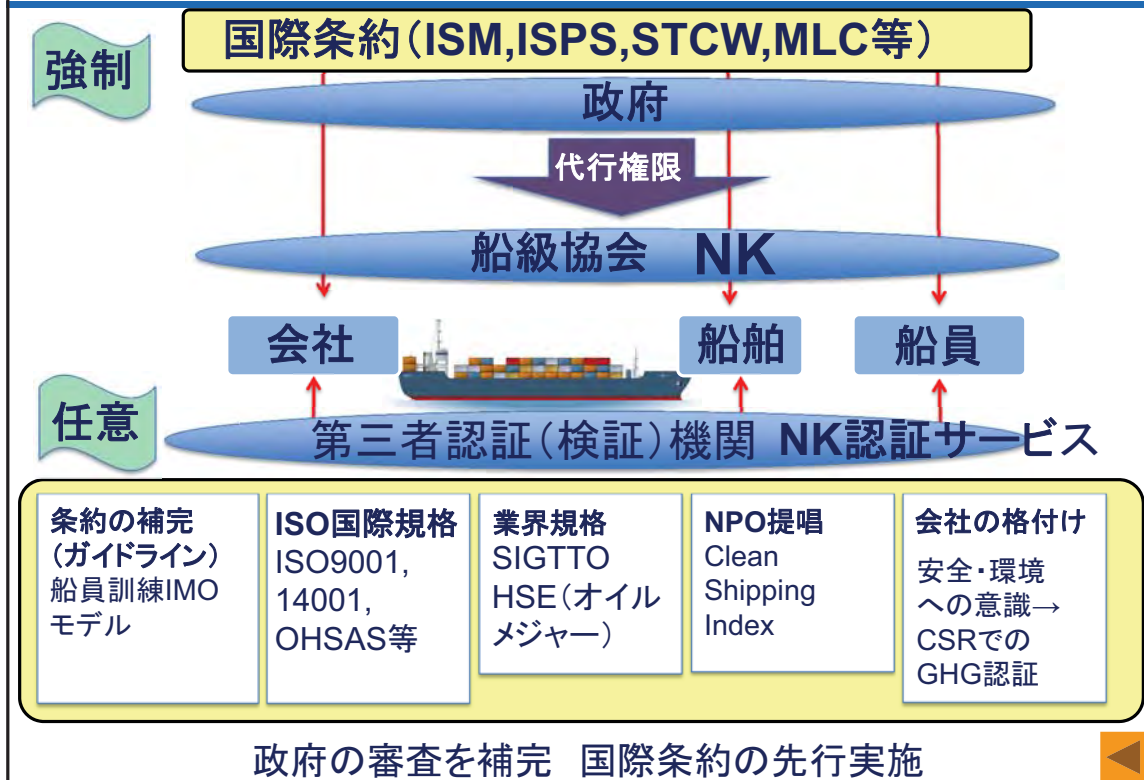 国際条約(ISM,ISPS,STCW,MLC等)
強制
政府
代行権限
船級協会 NK
会社
船舶
船員
任意
第三者認証(検証)機関 NK認証サービス
条約の補完
(ガイドライン)
船員訓練IMO
モデル
ISO国際規格
ISO9001,
14001,
OHSAS等
業界規格
SIGTTO
HSE(オイル
メジャー)
NPO提唱
Clean
Shipping
Index
会社の格付け
安全・環境
への意識→
CSRでの
GHG認証
政府の審査を補完 国際条約の先行実施